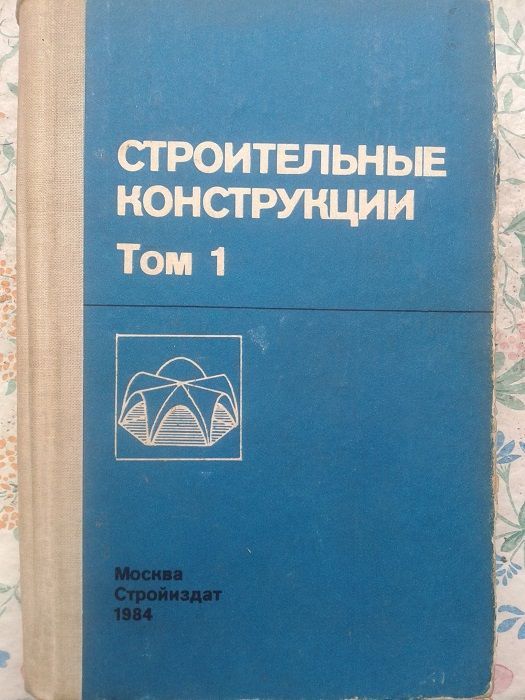 СТРОИТЕЛЬНЫЕ
КОНСТРУКЦИИ
Том 1
Москва
Стройиздат
1984